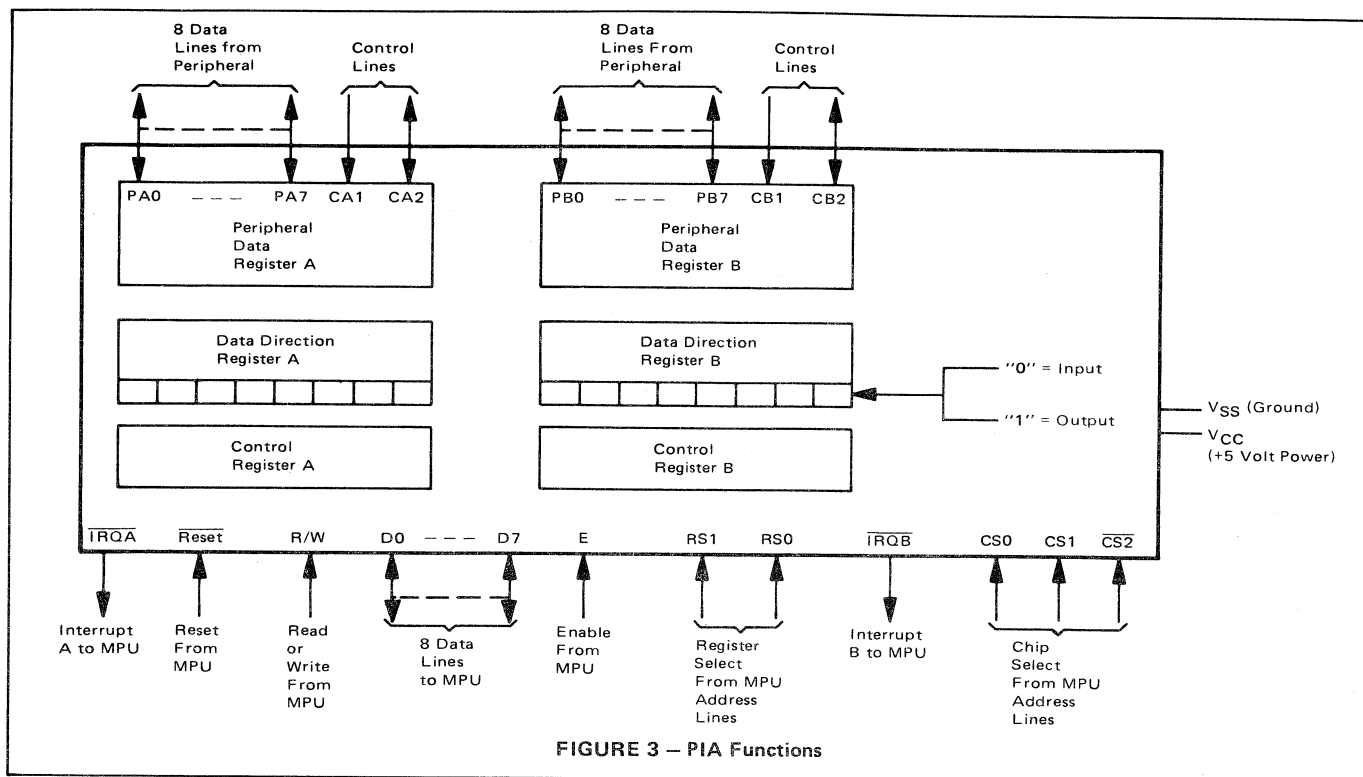 8 Data
Lines from
Peripheral
Control
Lines
8 Data
Lines From
Peripheral
Control
Lines
PA0 --- PA7 CA1 CA2
Peripheral
Data
Register A
PB0 --- PB7 CB1 CB2
Peripheral
Data
Register B
Data Direction
Register A
Data Direction
Register B
"0" = Input
"1" = Output
VSS (Ground)
VCC
(+5 Volt Power)
Control
Register A
Control
Register B
IRQA Reset R/W D0 --- D7 E RS1 RS0 IRQB CS0 CS1 CS2
Interrupt
A to MPU
Reset
From
MPU
Read
or
Write
From
MPU
8 Data
Lines
to MPU
Enable
From
MPU
Register
Select
From MPU
Address
Lines
Interrupt
B to MPU
Chip
Select
From MPU
Address
Lines
FIGURE 3 – PIA Functions